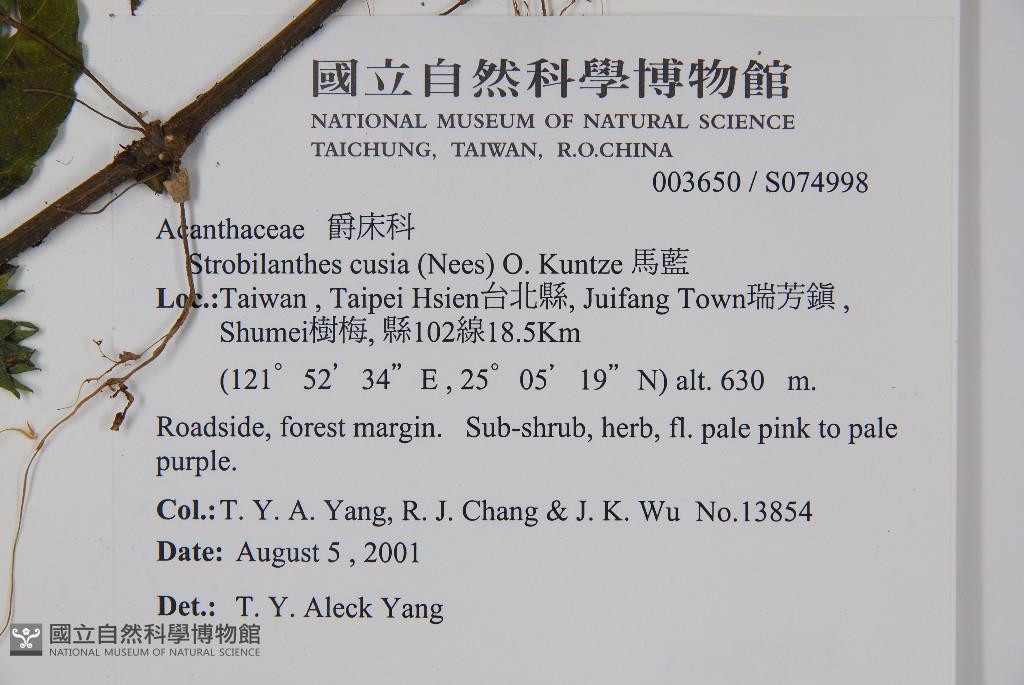 國立自然科學博物館
NATIONAL MUSEUM OF NATURAL SCIENCE
TAICHUNG, TAIWAN, R.O.CHINA
003650 / S074998
Acanthaceae 爵床科
Strobilanthes cusia (Nees) O. Kuntze 馬藍
Loc.:Taiwan , Taipei Hsien台北縣, Juifang Town瑞芳鎮 ,
Shumei樹梅, 縣102線18.5Km
(121° 52’ 34” E , 25° 05’ 19” N) alt. 630 m.
Roadside, forest margin. Sub-shrub, herb, fl. pale pink to pale
purple.
Col.: T. Y. A. Yang, R. J. Chang & J. K. Wu No.13854
Date: August 5 , 2001
Det.: T. Y. Aleck Yang
國立自然科學博物館
NATIONAL MUSEUM OF NATURAL SCIENCE